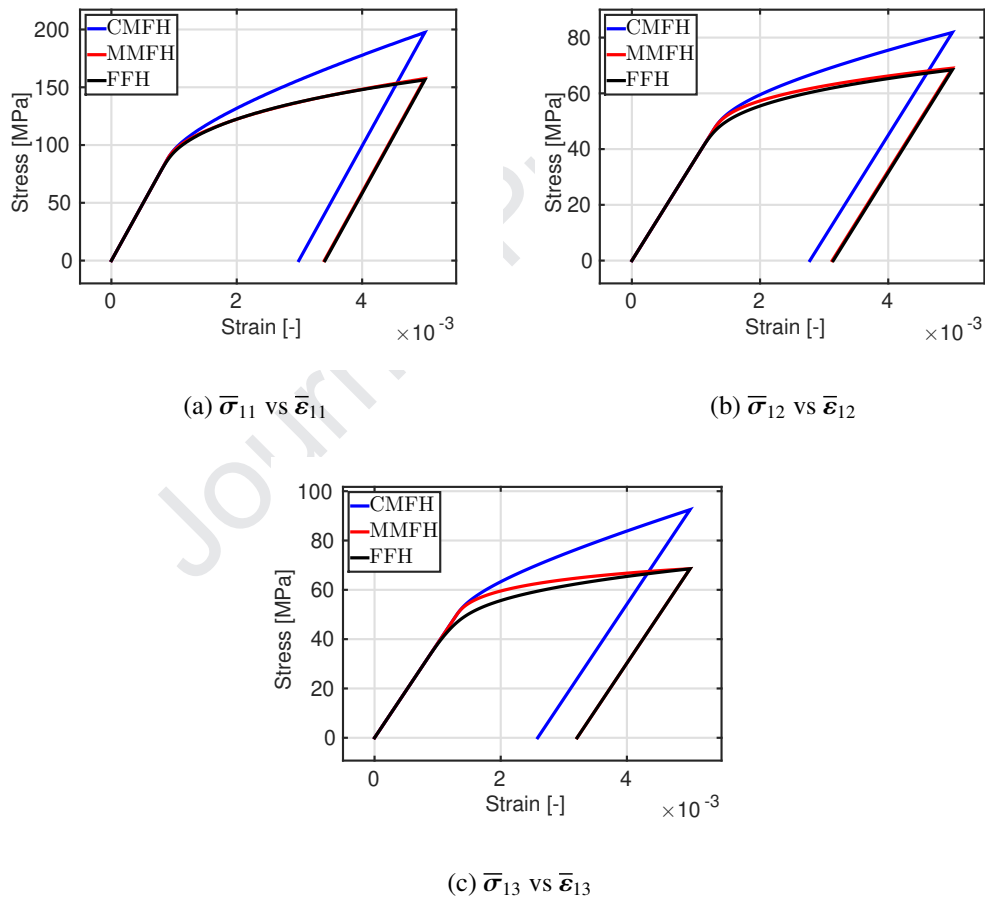 CMFH
MMFH
FFH
200
150
100
50
0
Stress [MPa]
0 2 4
Strain [-]
×10⁻³
(a) σ̅₁₁ vs ε̅₁₁
CMFH
MMFH
FFH
80
60
40
20
0
Stress [MPa]
0 2 4
Strain [-]
×10⁻³
(b) σ̅₁₂ vs ε̅₁₂
CMFH
MMFH
FFH
100
80
60
40
20
0
Stress [MPa]
0 2 4
Strain [-]
×10⁻³
(c) σ̅₁₃ vs ε̅₁₃
Journ